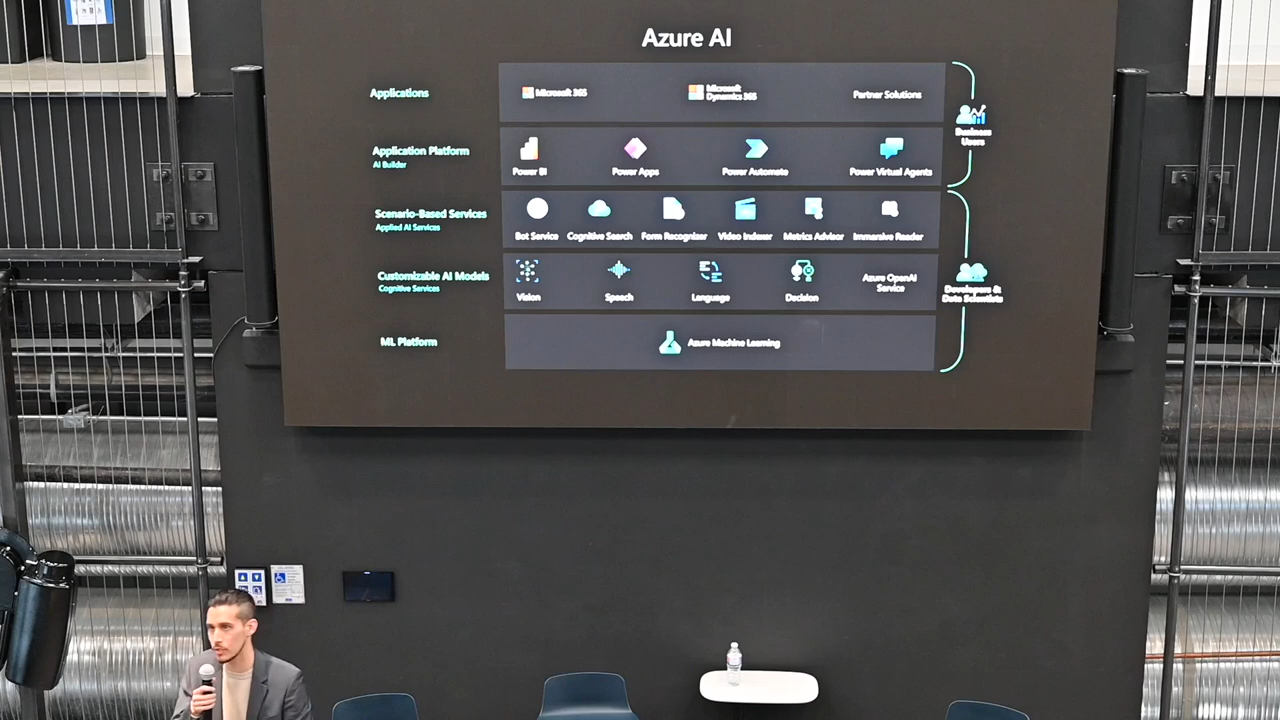 Azure AI
Applications
Microsoft 365
Microsoft
Dynamics 365
Partner Solutions
Business
Users
Application Platform
AI Builder
Power BI
Power Apps
Power Automate
Power Virtual Agents
Scenario-Based Services
Applied AI Services
Bot Service
Cognitive Search
Form Recognizer
Video Indexer
Metrics Advisor
Immersive Reader
Customizable AI Models
Cognitive Services
Vision
Speech
Language
Decision
Azure OpenAI
Service
Developers &
Data Scientists
ML Platform
Azure Machine Learning